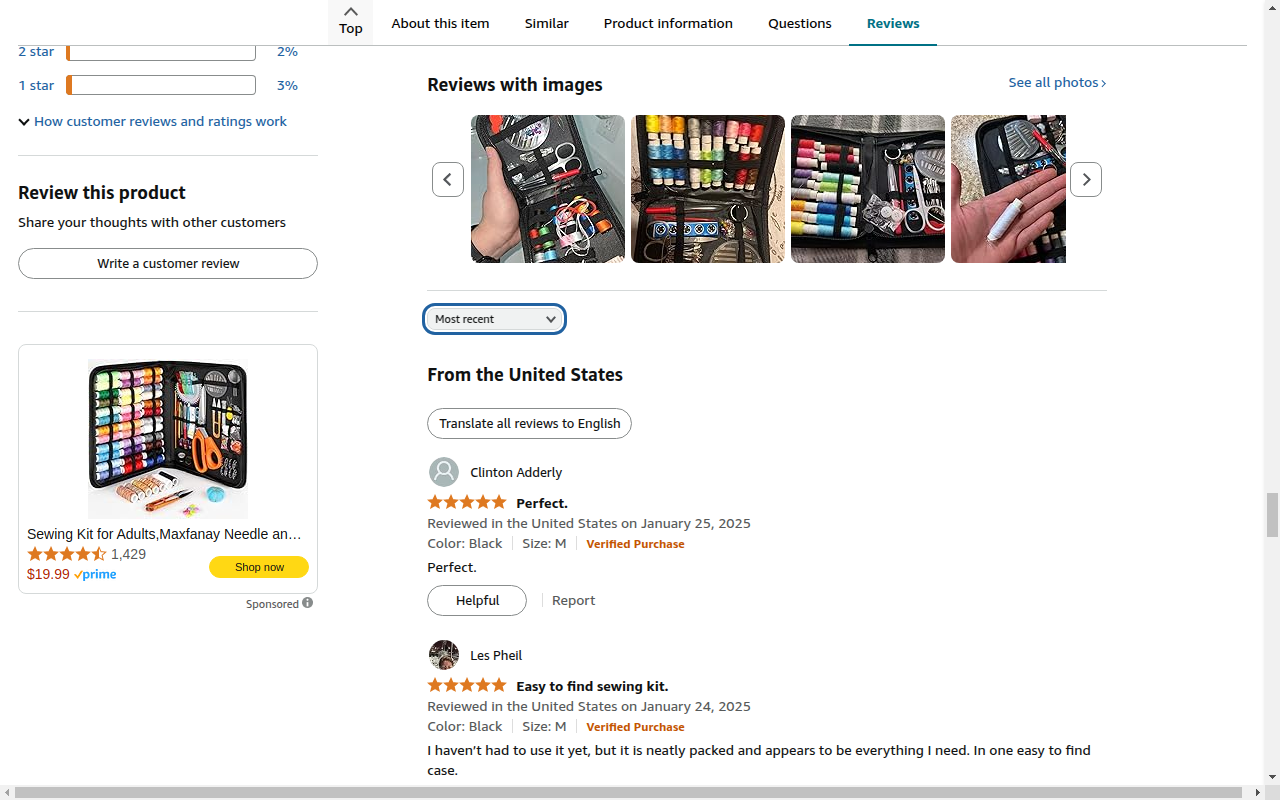 Top
About this item
Similar
Product information
Questions
Reviews
2 star
2%
1 star
3%
How customer reviews and ratings work
Review this product
Share your thoughts with other customers
Write a customer review
Sewing Kit for Adults,Maxfanay Needle an...
1,429
$19.99 prime
Shop now
Sponsored
Reviews with images
See all photos ›
Most recent
From the United States
Translate all reviews to English
Clinton Adderly
Perfect.
Reviewed in the United States on January 25, 2025
Color: Black
Size: M
Verified Purchase
Perfect.
Helpful
Report
Les Pheil
Easy to find sewing kit.
Reviewed in the United States on January 24, 2025
Color: Black
Size: M
Verified Purchase
I haven’t had to use it yet, but it is neatly packed and appears to be everything I need. In one easy to find
case.